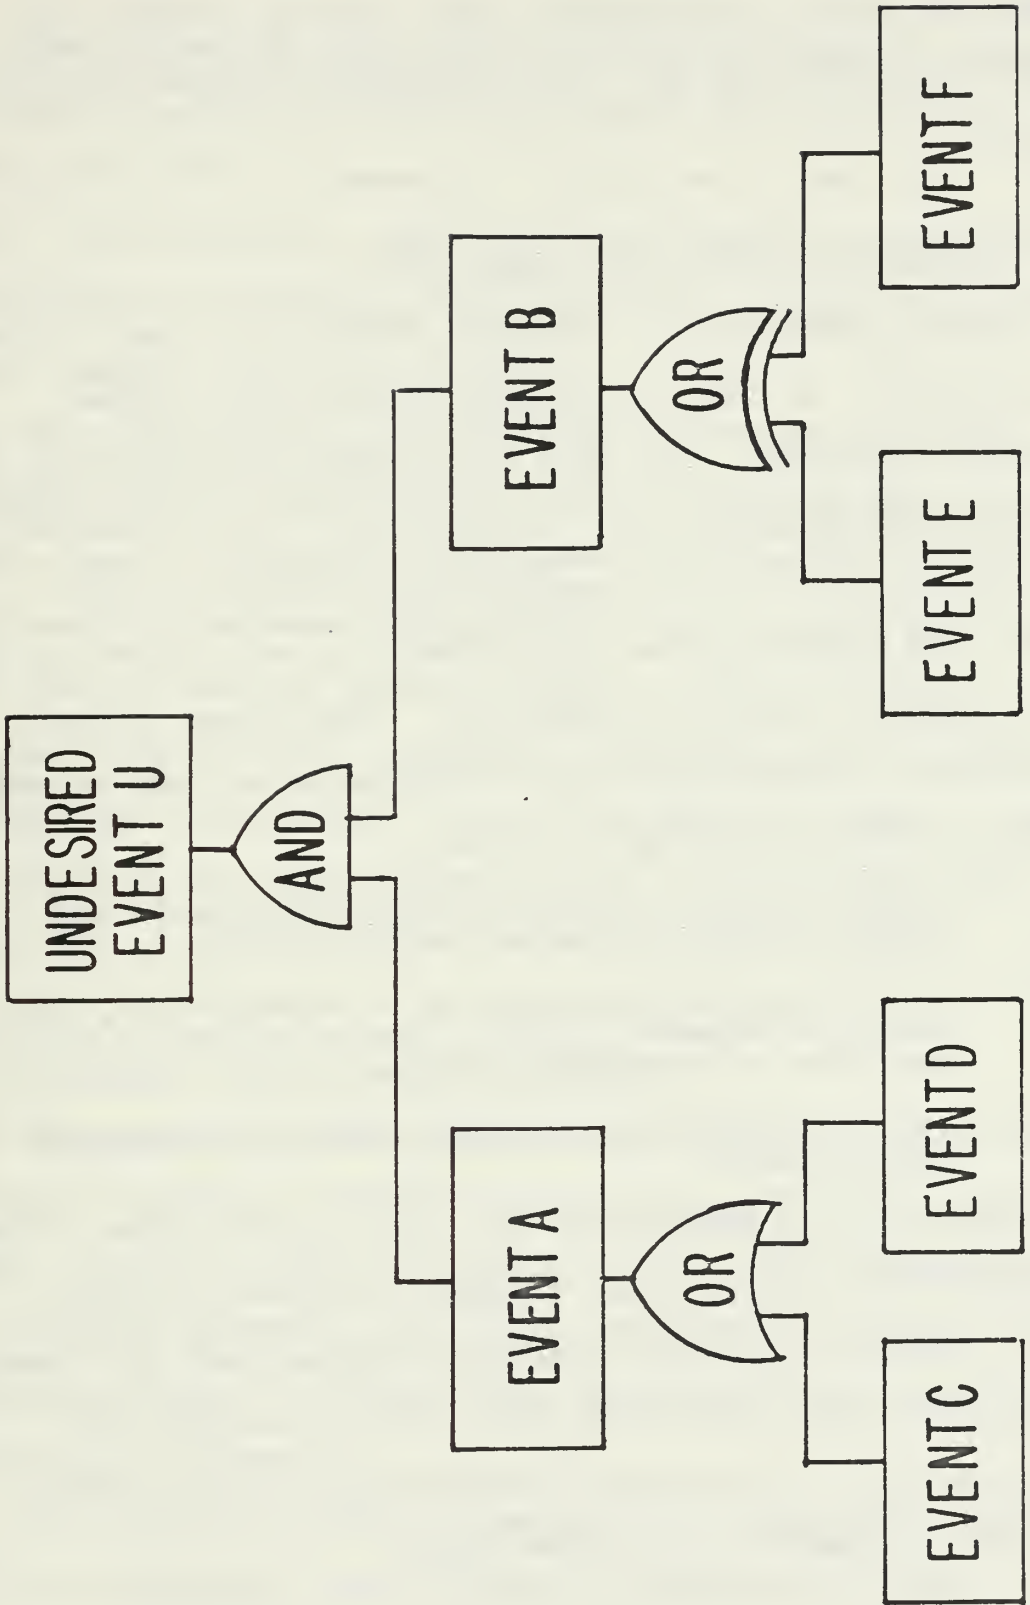 UNDESIRED
EVENT U
AND
EVENT A
EVENT B
OR
OR
EVENT C
EVENT D
EVENT E
EVENT F